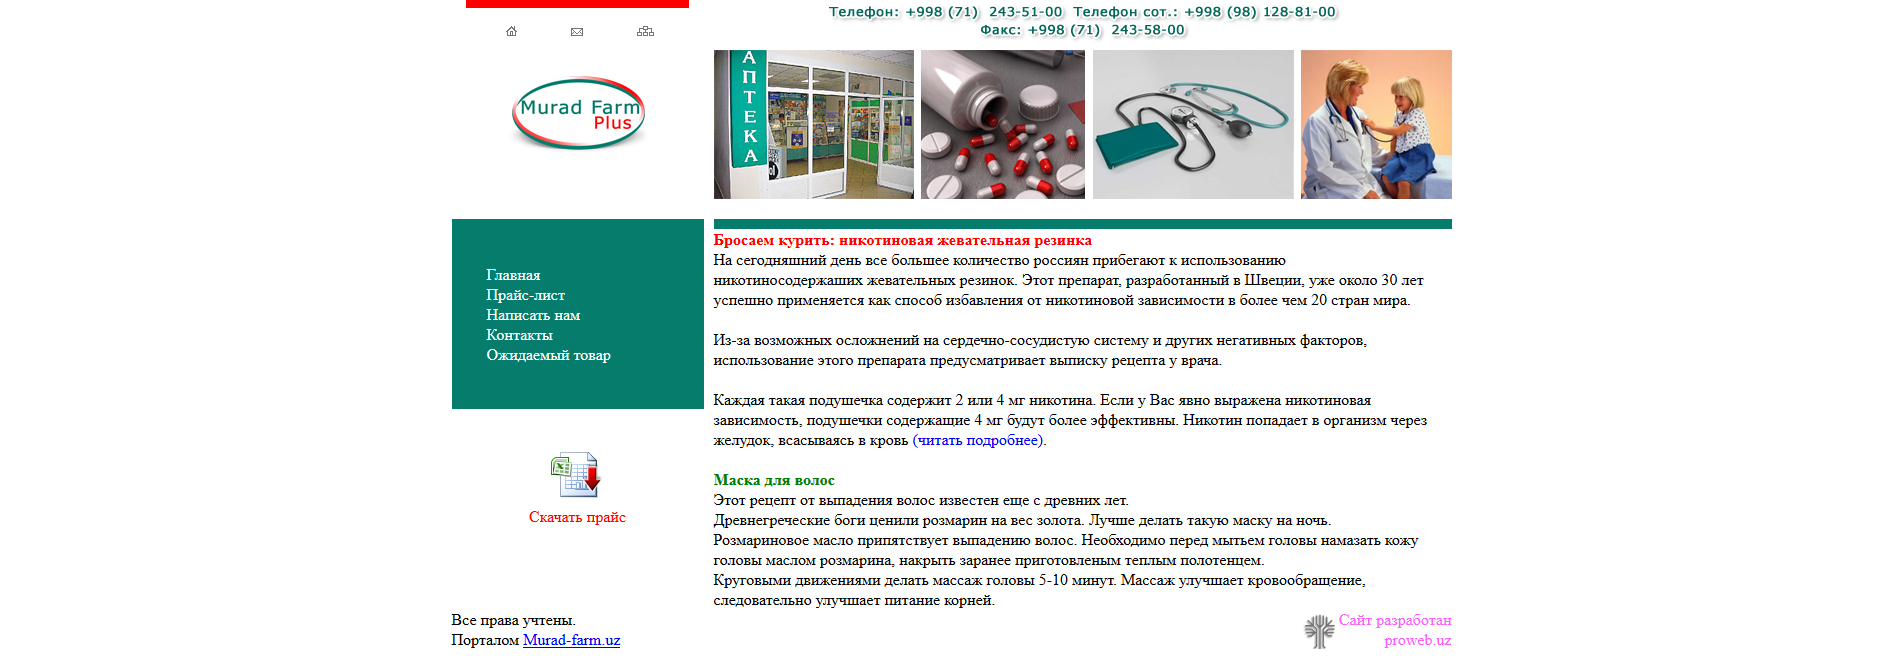 Телефон: +998 (71) 243-51-00 Телефон сот.: +998 (98) 128-81-00
Факс: +998 (71) 243-58-00
Murad Farm
Plus
АПТЕКА
Главная
Прайс-лист
Написать нам
Контакты
Ожидаемый товар
Скачать прайс
Бросаем курить: никотиновая жевательная резинка
На сегодняшний день все большее количество россиян прибегают к использованию
никотиносодержаших жевательных резинок. Этот препарат, разработанный в Швеции, уже около 30 лет
успешно применяется как способ избавления от никотиновой зависимости в более чем 20 стран мира.
Из-за возможных осложнений на сердечно-сосудистую систему и других негативных факторов,
использование этого препарата предусматривает выписку рецепта у врача.
Каждая такая подушечка содержит 2 или 4 мг никотина. Если у Вас явно выражена никотиновая
зависимость, подушечки содержащие 4 мг будут более эффективны. Никотин попадает в организм через
желудок, всасываясь в кровь (читать подробнее).
Маска для волос
Этот рецепт от выпадения волос известен еще с древних лет.
Древнегреческие боги ценили розмарин на вес золота. Лучше делать такую маску на ночь.
Розмариновое масло припятствует выпадению волос. Необходимо перед мытьем головы намазать кожу
головы маслом розмарина, накрыть заранее приготовленым теплым полотенцем.
Круговыми движениями делать массаж головы 5-10 минут. Массаж улучшает кровообращение,
следовательно улучшает питание корней.
Все права учтены.
Порталом Murad-farm.uz
Сайт разработан
proweb.uz